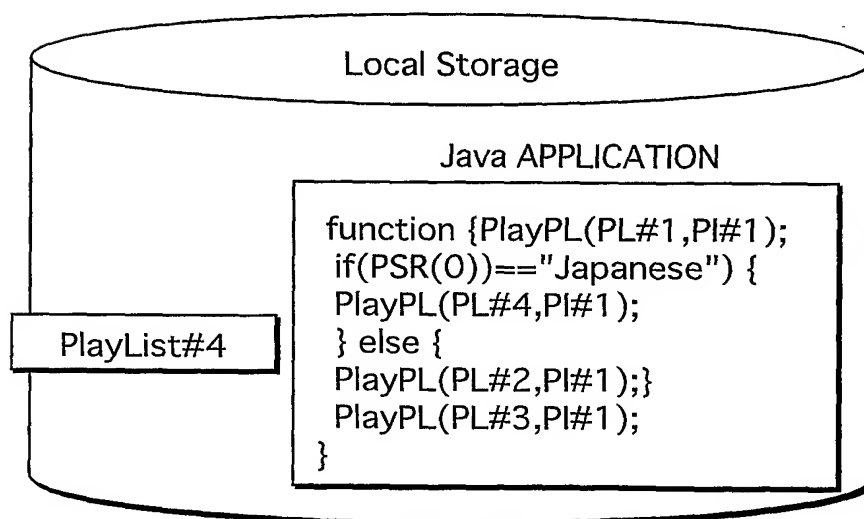 Local Storage
Java APPLICATION
function {PlayPL(PL#1,PI#1);
if(PSR(0))=="Japanese") {
PlayPL(PL#4,PI#1);
} else {
PlayPL(PL#2,PI#1);}
PlayPL(PL#3,PI#1);
}
PlayList#4